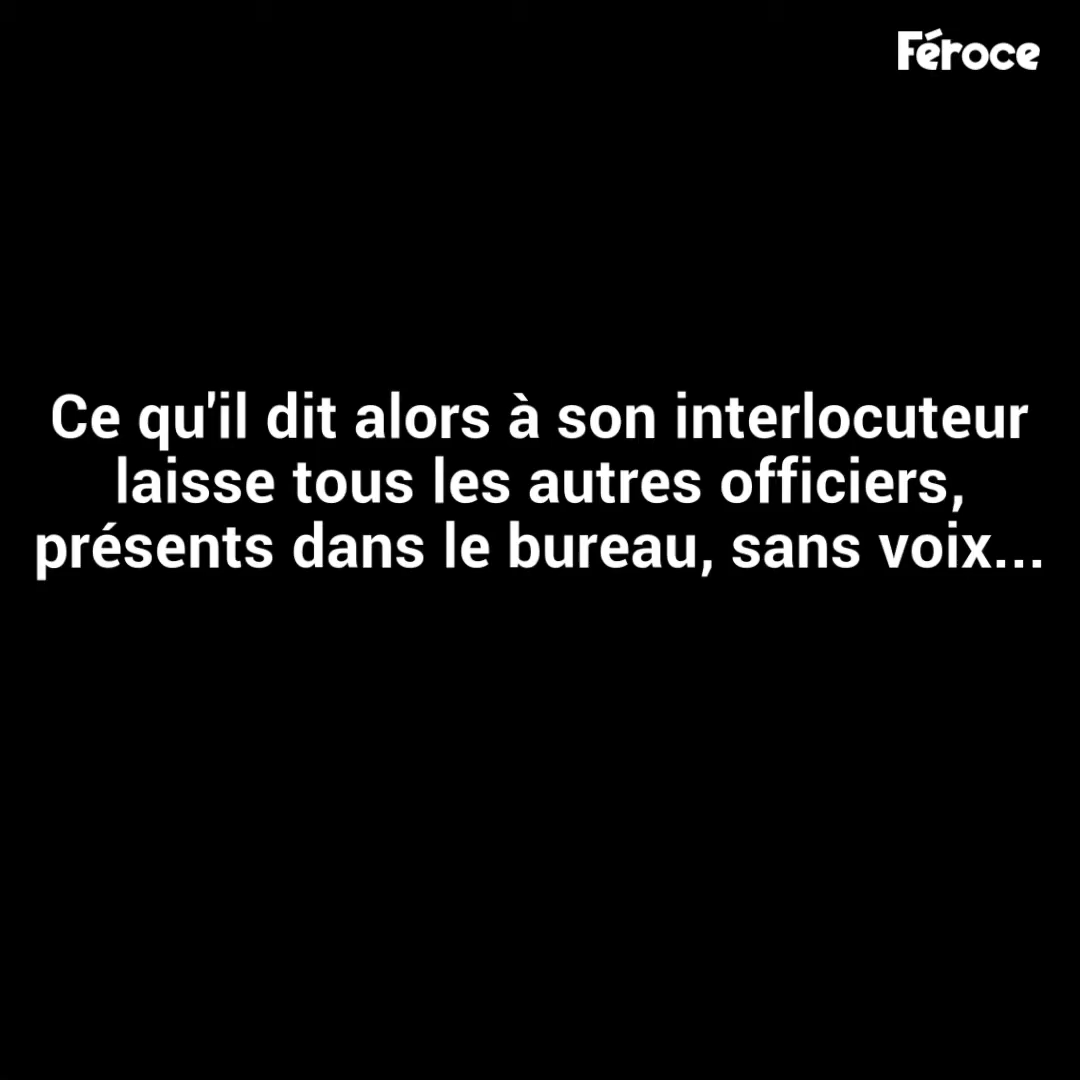 Féroce
Ce qu'il dit alors à son interlocuteur
laisse tous les autres officiers,
présents dans le bureau, sans voix...